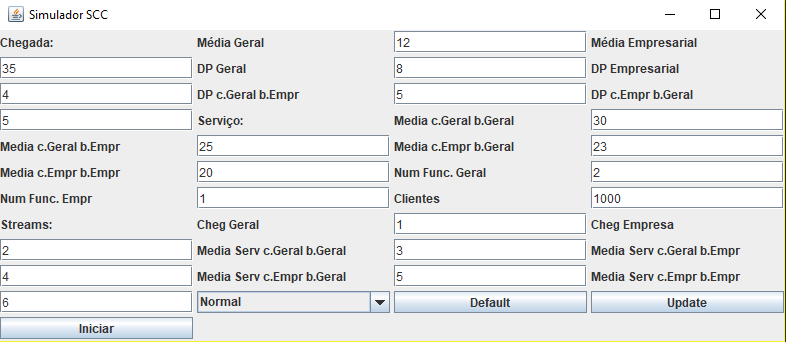 Simulador SCC
Chegada: Média Geral 12 Média Empresarial
35 DP Geral 8 DP Empresarial
4 DP c.Geral b.Empr 5 DP c.Empr b.Geral
5 Serviço: Media c.Geral b.Geral 30
Media c.Geral b.Empr 25 Media c.Empr b.Geral 23
Media c.Empr b.Empr 20 Num Func. Geral 2
Num Func. Empr 1 Clientes 1000
Streams: Cheg Geral 1 Cheg Empresa
2 Media Serv c.Geral b.Geral 3 Media Serv c.Geral b.Empr
4 Media Serv c.Empr b.Geral 5 Media Serv c.Empr b.Empr
6 Normal Default Update
Iniciar